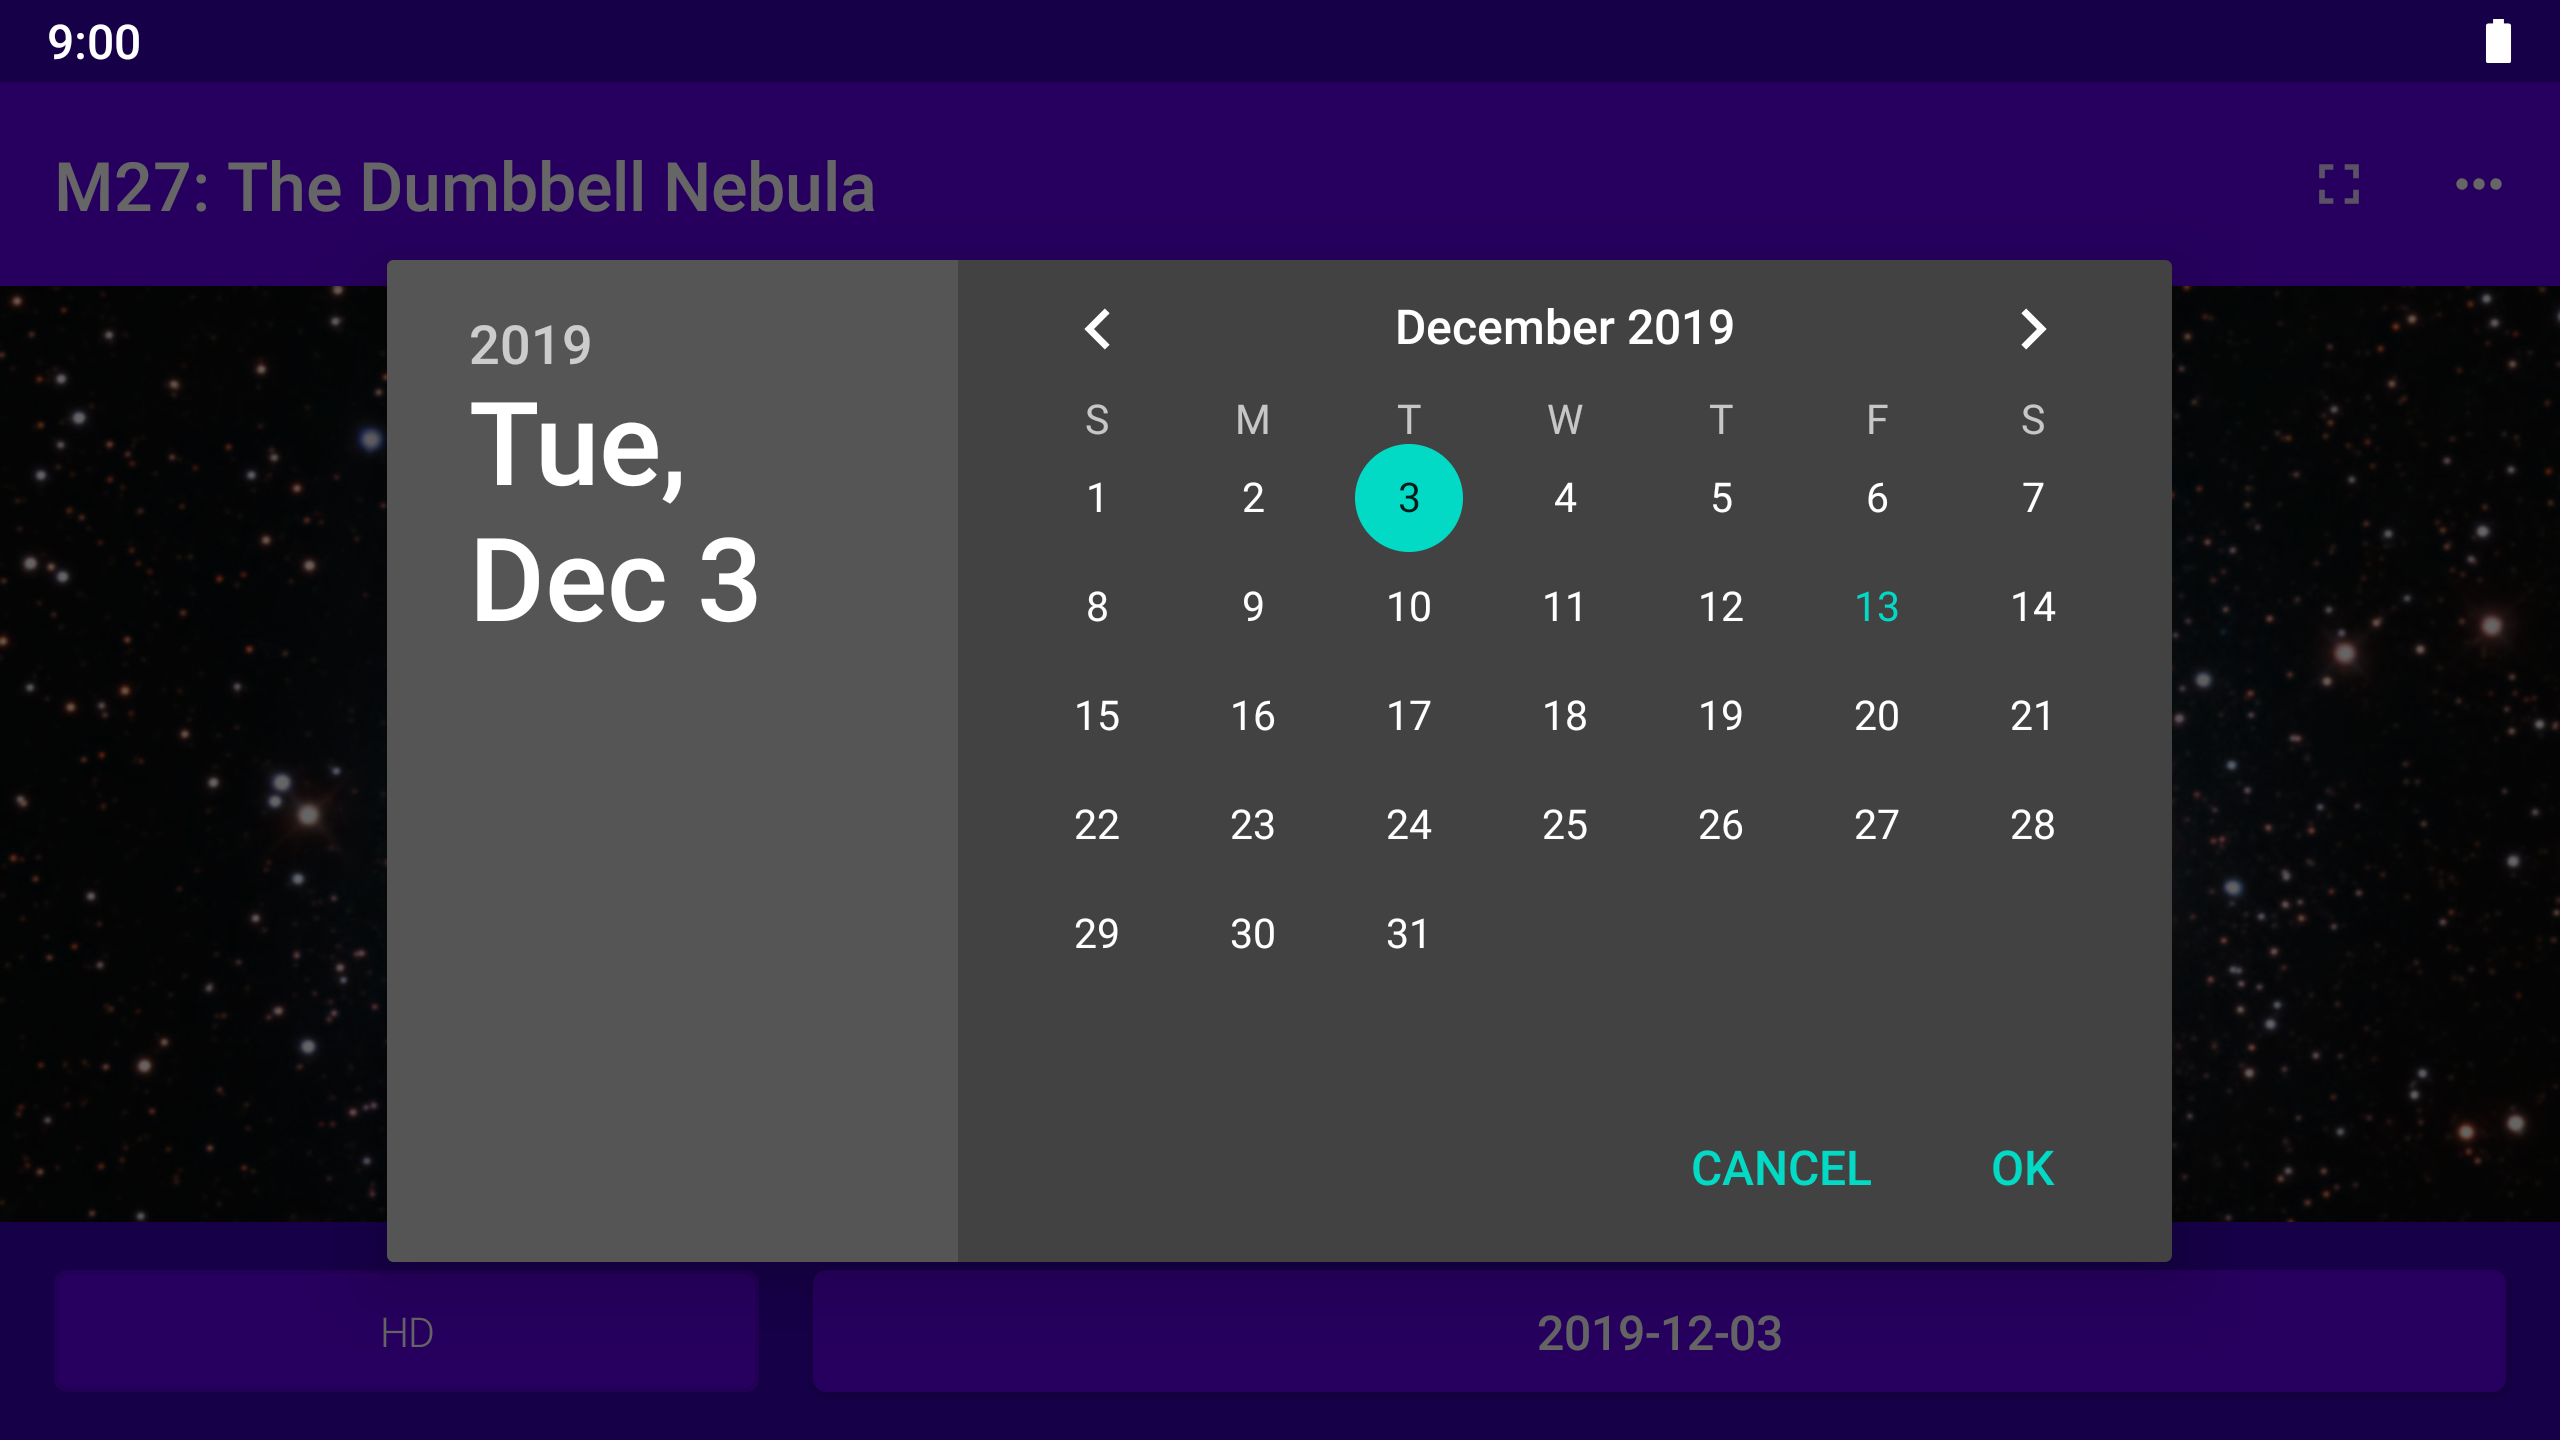 9:00
M27: The Dumbbell Nebula
2019
Tue,
Dec 3
December 2019
S M T W T F S
1 2 3 4 5 6 7
8 9 10 11 12 13 14
15 16 17 18 19 20 21
22 23 24 25 26 27 28
29 30 31
CANCEL OK
HD 2019-12-03